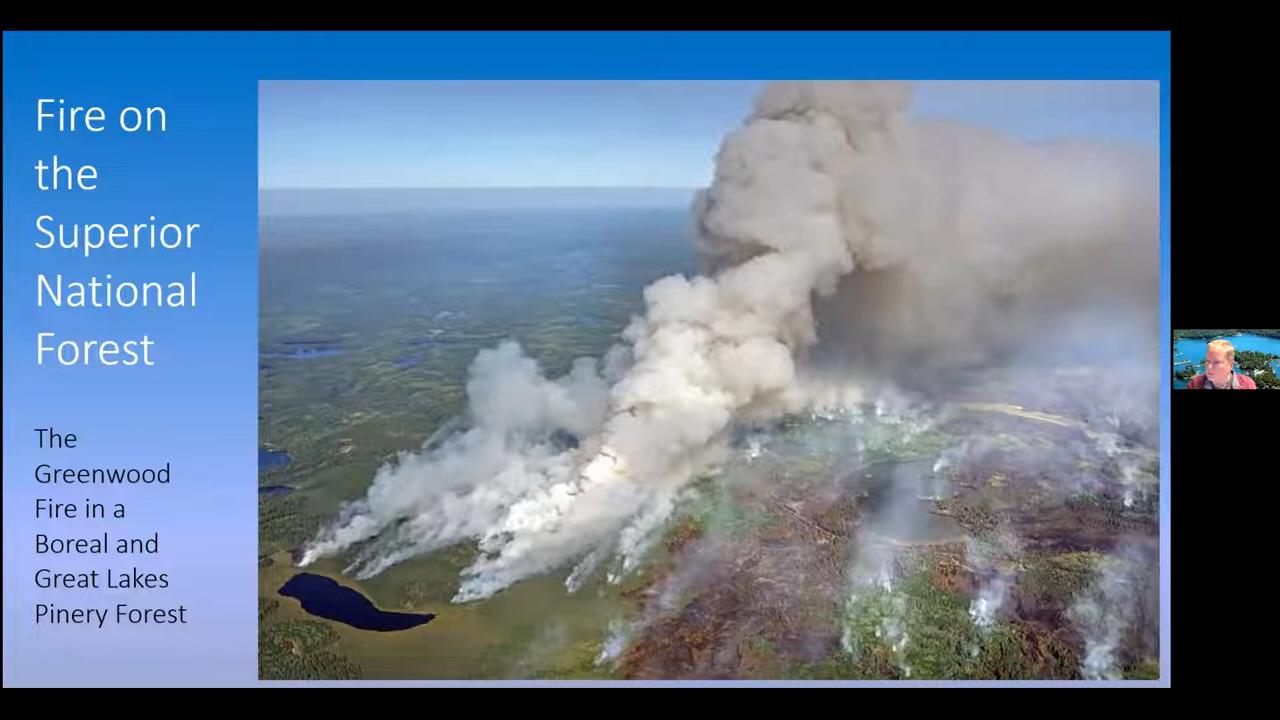 Fire on
the
Superior
National
Forest
The
Greenwood
Fire in a
Boreal and
Great Lakes
Pinery Forest